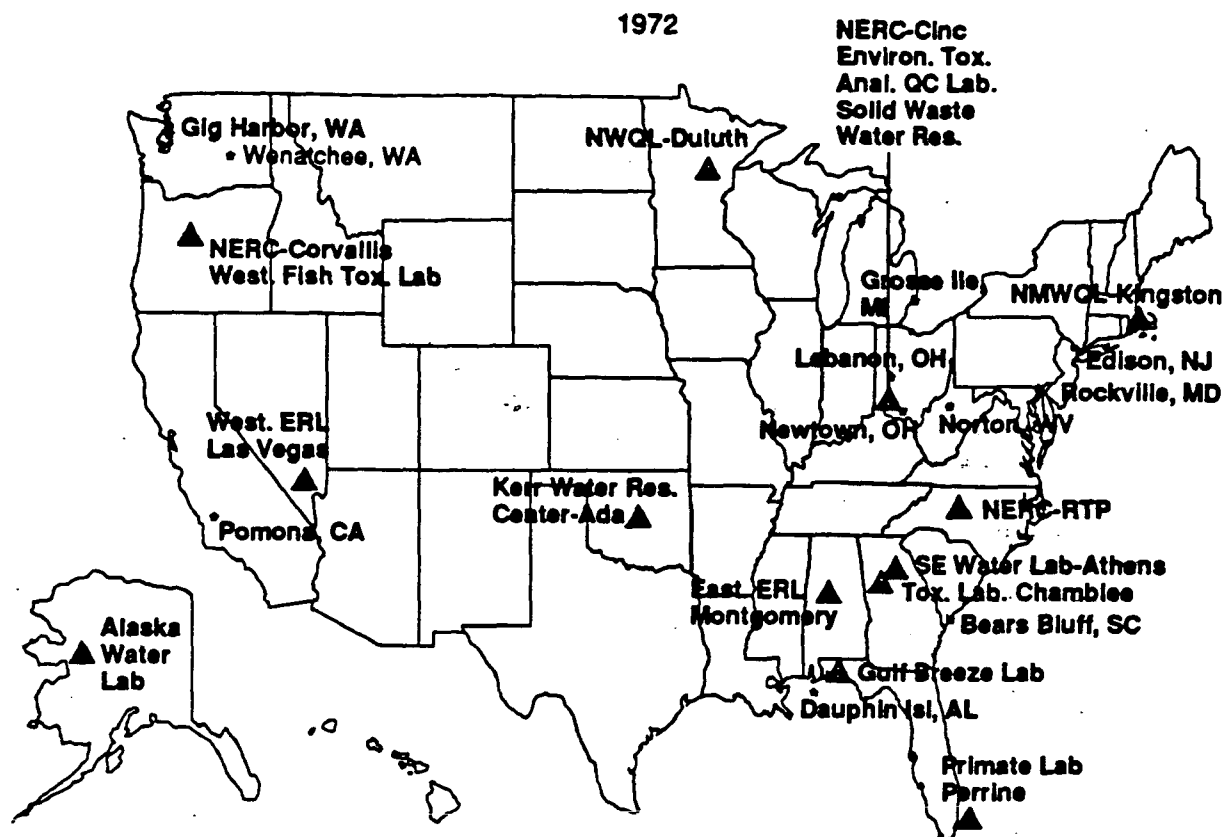 1972
NERC-Cinc
Environ. Tox.
Anal. QC Lab.
Solid Waste
Water Res.
Gig Harbor, WA
Wenatchee, WA
NWQL-Duluth
NERC-Corvallis
West. Fish Tox. Lab
Grosse Ile,
MI
NMWQL-Kingston
Edison, NJ
Rockville, MD
Lebanon, OH
Newtown, OH
Norton, WV
West. ERL
Las Vegas
Pomona, CA
Kerr Water Res.
Center-Ada
NERC-RTP
SE Water Lab-Athens
Tox. Lab. Chamblee
East. ERL
Montgomery
Bears Bluff, SC
Gulf Breeze Lab
Dauphin Isl, AL
Alaska
Water
Lab
Primate Lab
Perrine